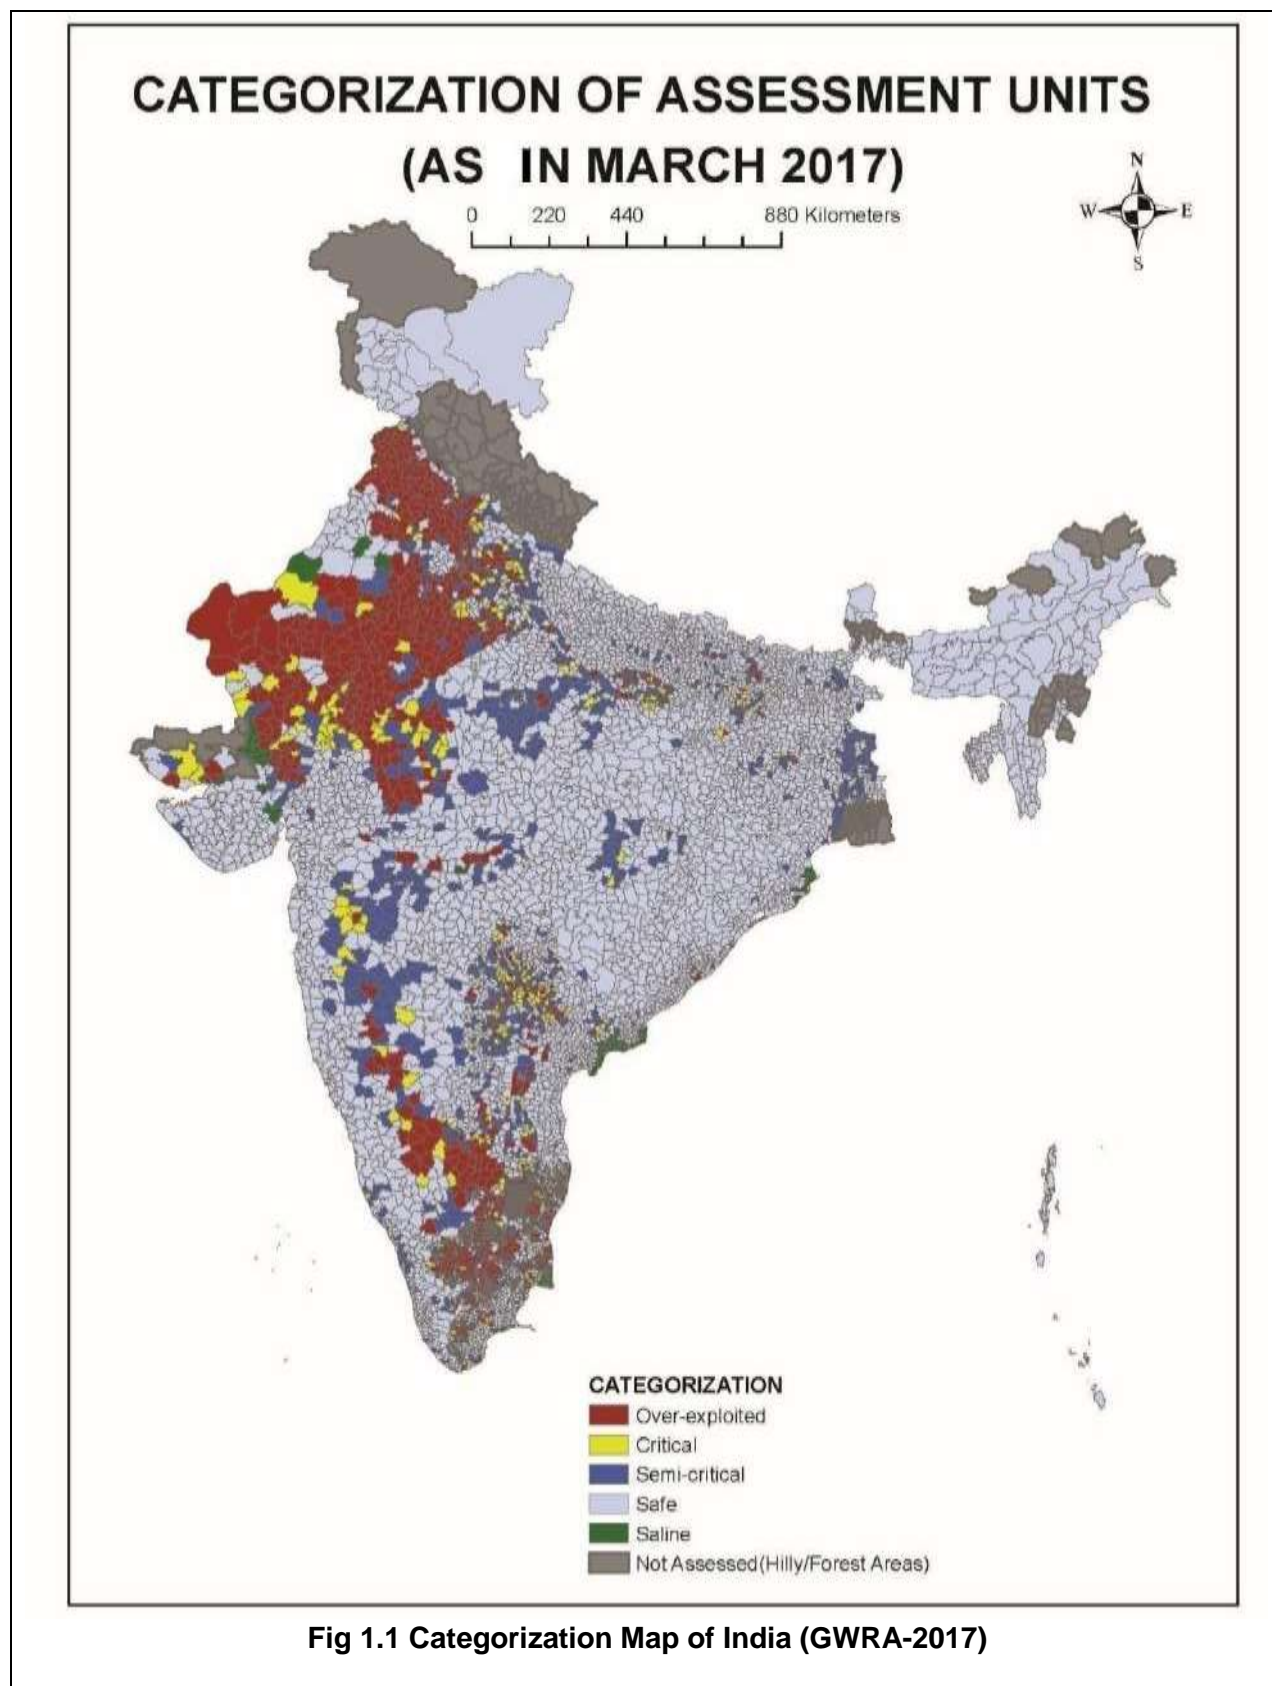 CATEGORIZATION OF ASSESSMENT UNITS
(AS IN MARCH 2017)
0 220 440 880 Kilometers
N
W E
S
CATEGORIZATION
Over-exploited
Critical
Semi-critical
Safe
Saline
Not Assessed(Hilly/Forest Areas)
Fig 1.1 Categorization Map of India (GWRA-2017)